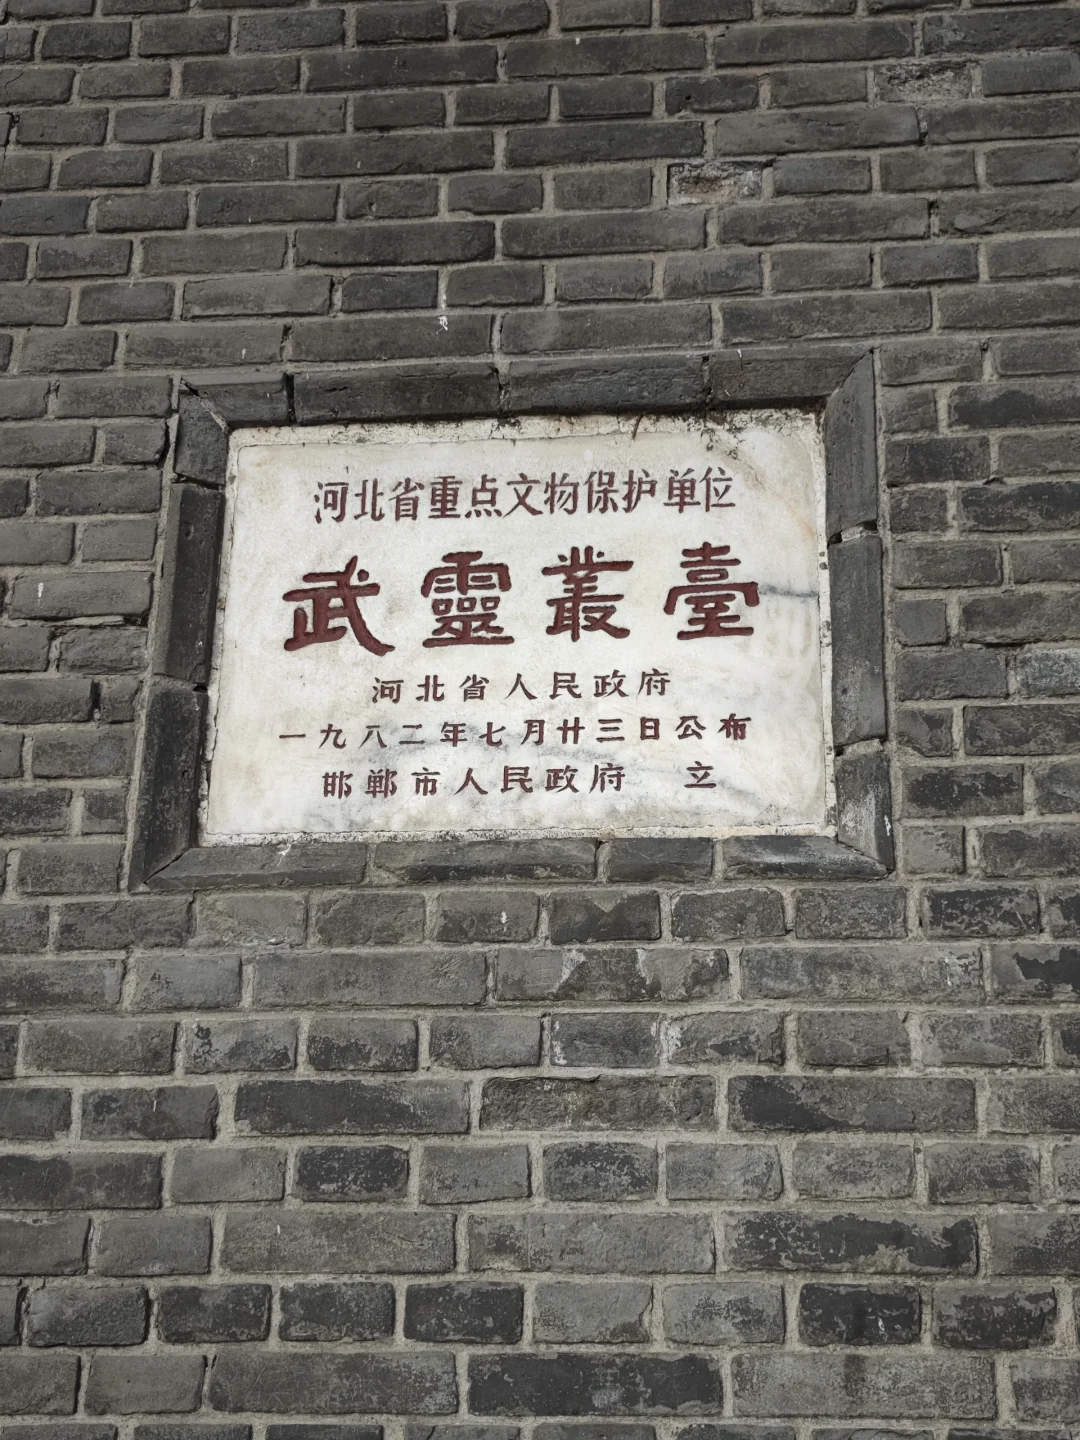 河北省重点文物保护单位
武靈叢臺
河北省人民政府
一九八二年七月廿三日公布
邯郸市人民政府 立